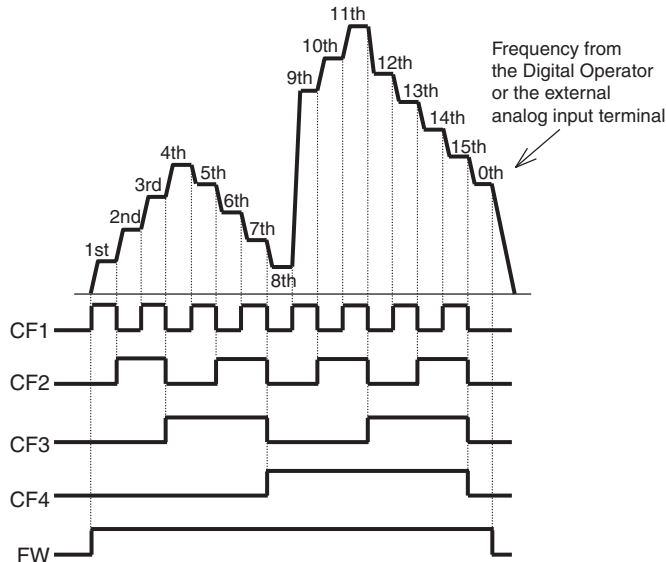 11th
10th
9th
12th
13th
14th
15th
0th
Frequency from
the Digital Operator
or the external
analog input terminal
4th
3rd
5th
2nd
6th
1st
7th
8th
CF1
CF2
CF3
CF4
FW